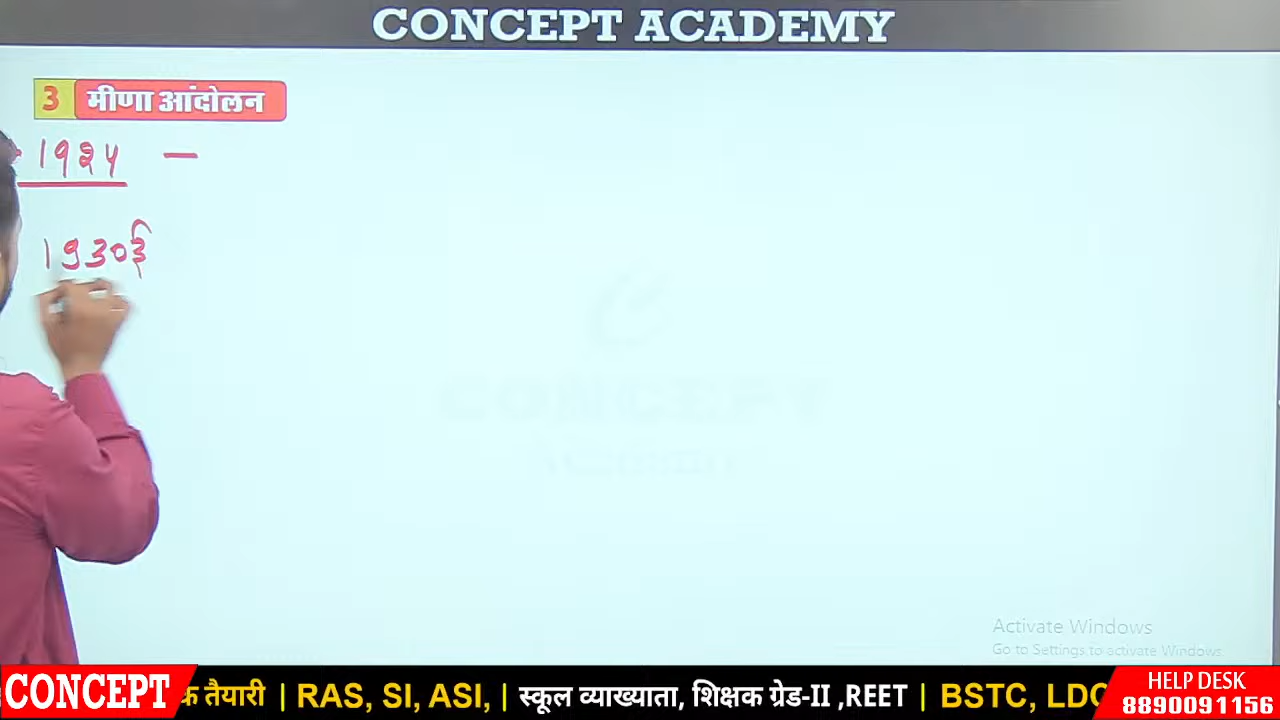 CONCEPT ACADEMY
3 मीणा आंदोलन
1924 —
1930ई
CONCEPT
Activate Windows
Go to Settings to activate Windows
CONCEPT
तैयारी | RAS, SI, ASI, | स्कूल व्याख्याता, शिक्षक ग्रेड-II ,REET | BSTC, LDC
HELP DESK
8890091156